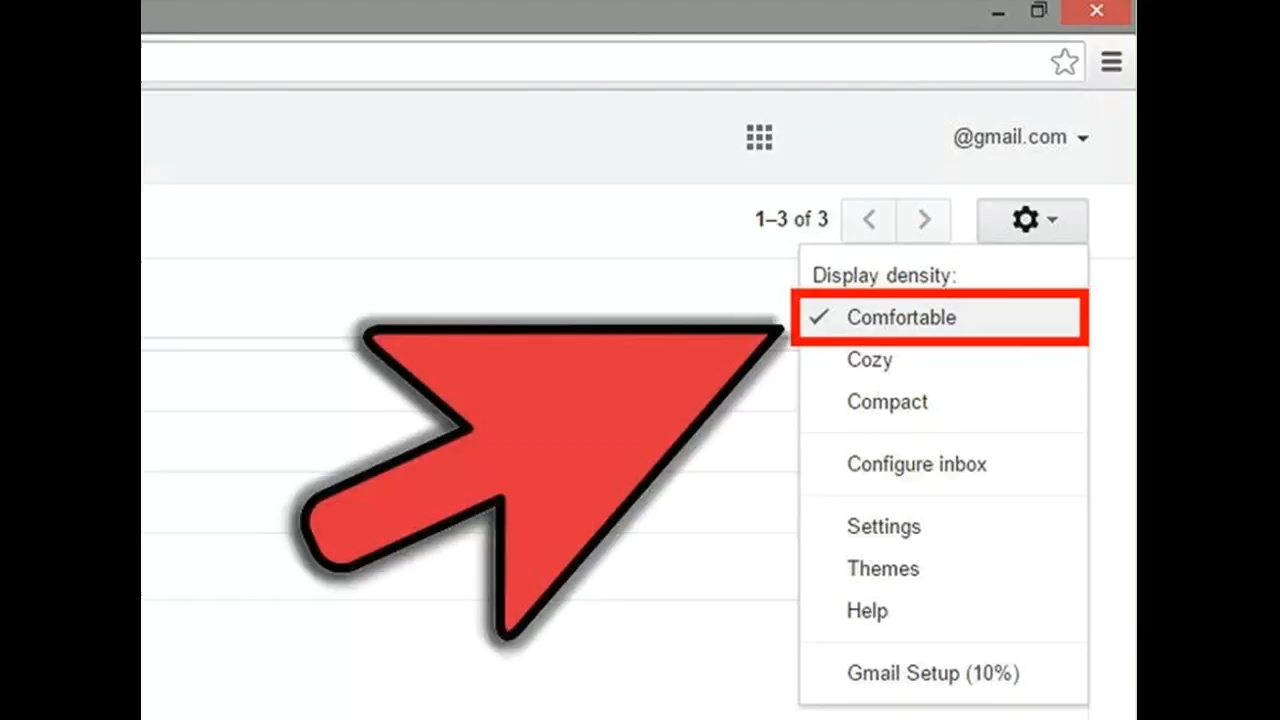 @gmail.com
1–3 of 3
Display density:
Comfortable
Cozy
Compact
Configure inbox
Settings
Themes
Help
Gmail Setup (10%)